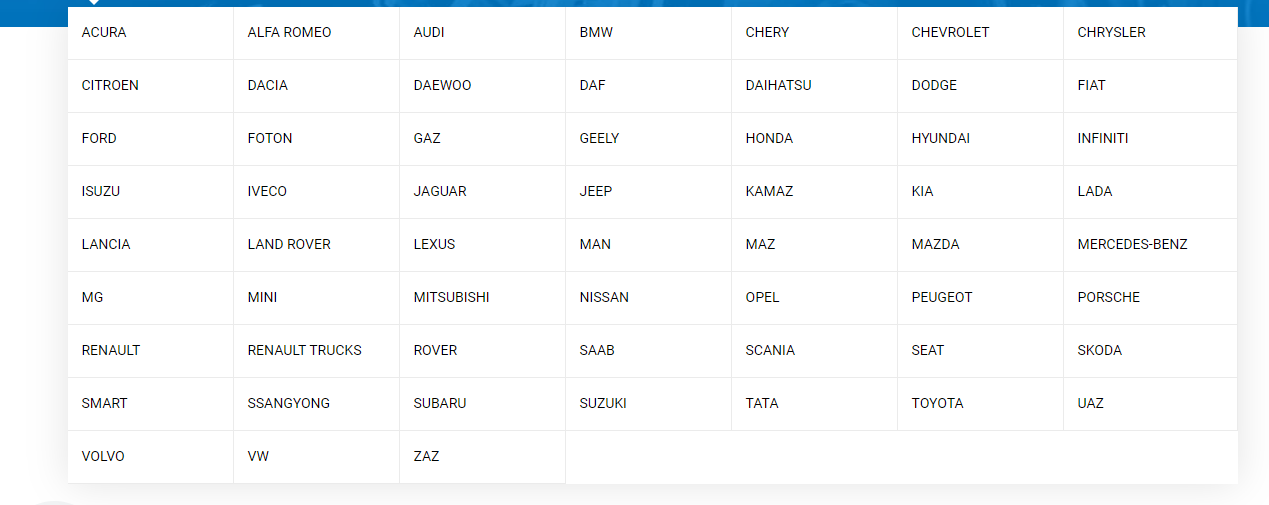 ACURA ALFA ROMEO AUDI BMW CHERY CHEVROLET CHRYSLER
CITROEN DACIA DAEWOO DAF DAIHATSU DODGE FIAT
FORD FOTON GAZ GEELY HONDA HYUNDAI INFINITI
ISUZU IVECO JAGUAR JEEP KAMAZ KIA LADA
LANCIA LAND ROVER LEXUS MAN MAZ MAZDA MERCEDES-BENZ
MG MINI MITSUBISHI NISSAN OPEL PEUGEOT PORSCHE
RENAULT RENAULT TRUCKS ROVER SAAB SCANIA SEAT SKODA
SMART SSANGYONG SUBARU SUZUKI TATA TOYOTA UAZ
VOLVO VW ZAZ